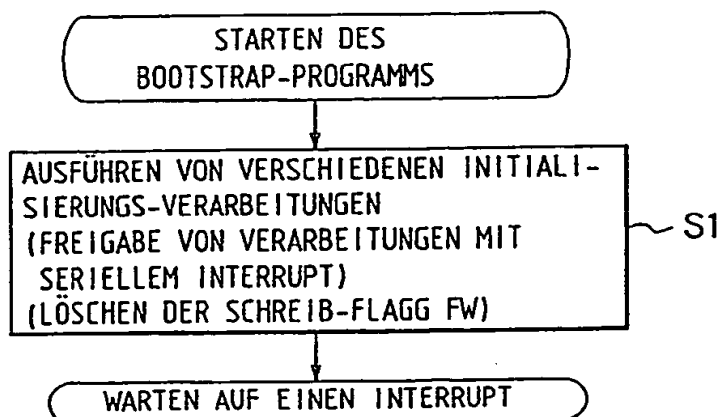 STARTEN DES
BOOTSTRAP-PROGRAMMS
AUSFÜHREN VON VERSCHIEDENEN INITIALI-
SIERUNGS-VERARBEITUNGEN
(FREIGABE VON VERARBEITUNGEN MIT
SERIELLEM INTERRUPT)
(LÖSCHEN DER SCHREIB-FLAGG FW)
S1
WARTEN AUF EINEN INTERRUPT